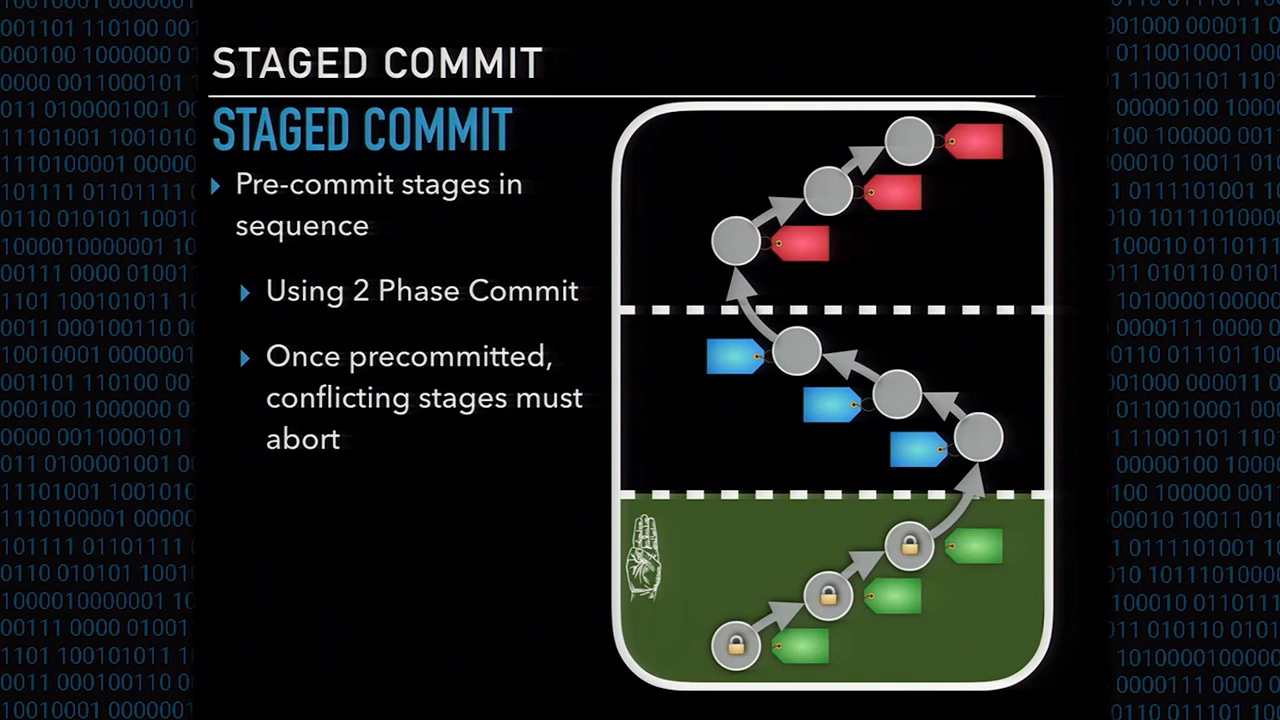 STAGED COMMIT
STAGED COMMIT
Pre-commit stages in
sequence
Using 2 Phase Commit
Once precommitted,
conflicting stages must
abort